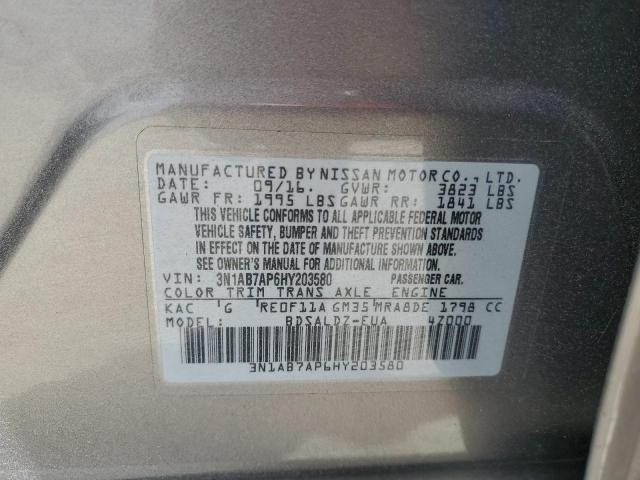 MANUFACTURED BY NISSAN MOTOR CO., LTD.
DATE: 09/16. GVWR: 3823 LBS
GAWR FR: 1995 LBS GAWR RR: 1841 LBS
THIS VEHICLE CONFORMS TO ALL APPLICABLE FEDERAL MOTOR
VEHICLE SAFETY, BUMPER AND THEFT PREVENTION STANDARDS
IN EFFECT ON THE DATE OF MANUFACTURE SHOWN ABOVE.
SEE OWNER'S MANUAL FOR ADDITIONAL INFORMATION.
VIN: 3N1AB7AP6HY203580 PASSENGER CAR.
COLOR TRIM TRANS AXLE ENGINE
KAC G RE0F11A GM35 MRA8DE 1798 CC
BDSALDZ-EUA 4Z000
3N1AB7AP6HY203580